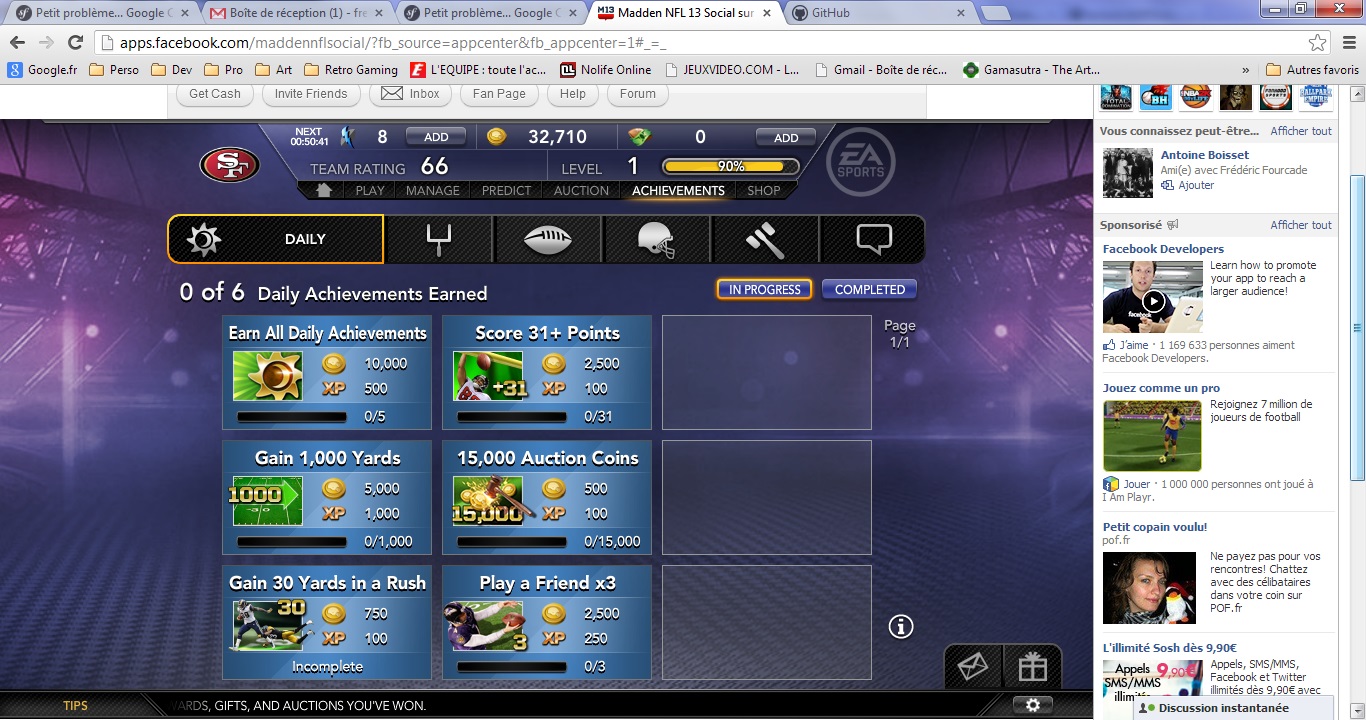 Petit problème... Google C
Boîte de réception (1) - fre
Petit problème... Google C
Madden NFL 13 Social sur
GitHub
apps.facebook.com/maddennflsocial/?fb_source=appcenter&fb_appcenter=1#_=_
Google.fr
Perso
Dev
Pro
Art
Retro Gaming
L'EQUIPE : toute l'ac...
Nolife Online
JEUXVIDEO.COM - L...
Gmail - Boîte de réc...
Gamasutra - The Art...
»
Autres favoris
Get Cash
Invite Friends
Inbox
Fan Page
Help
Forum
NEXT
00:50:41
8
ADD
32,710
0
ADD
SF
TEAM RATING 66
LEVEL 1
90%
EA
SPORTS
PLAY
MANAGE
PREDICT
AUCTION
ACHIEVEMENTS
SHOP
DAILY
0 of 6 Daily Achievements Earned
IN PROGRESS
COMPLETED
Page
1/1
Earn All Daily Achievements
10,000
XP 500
0/5
Score 31+ Points
+31
2,500
XP 100
0/31
Gain 1,000 Yards
1000
5,000
XP 1,000
0/1,000
15,000 Auction Coins
15,000
500
XP 100
0/15,000
Gain 30 Yards in a Rush
30
750
XP 100
Incomplete
Play a Friend x3
3
2,500
XP 250
0/3
TIPS
YARDS, GIFTS, AND AUCTIONS YOU'VE WON.
Vous connaissez peut-être...
Afficher tout
Antoine Boisset
Ami(e) avec Frédéric Fourcade
Ajouter
Sponsorisé
Afficher tout
Facebook Developers
Learn how to promote
your app to reach a
larger audience!
J'aime · 1 169 633 personnes aiment
Facebook Developers.
Jouez comme un pro
Rejoignez 7 million de
joueurs de football
Jouer · 1 000 000 personnes ont joué à
I Am Playr.
Petit copain voulu!
pof.fr
Ne payez pas pour vos
rencontres! Chattez
avec des célibataires
dans votre coin sur
POF.fr
L'illimité Sosh dès 9,90€
Appels
SMS/MMS
illimités
9,90€
Appels, SMS/MMS,
Facebook et Twitter
illimités dès 9,90€ avec
Discussion instantanée